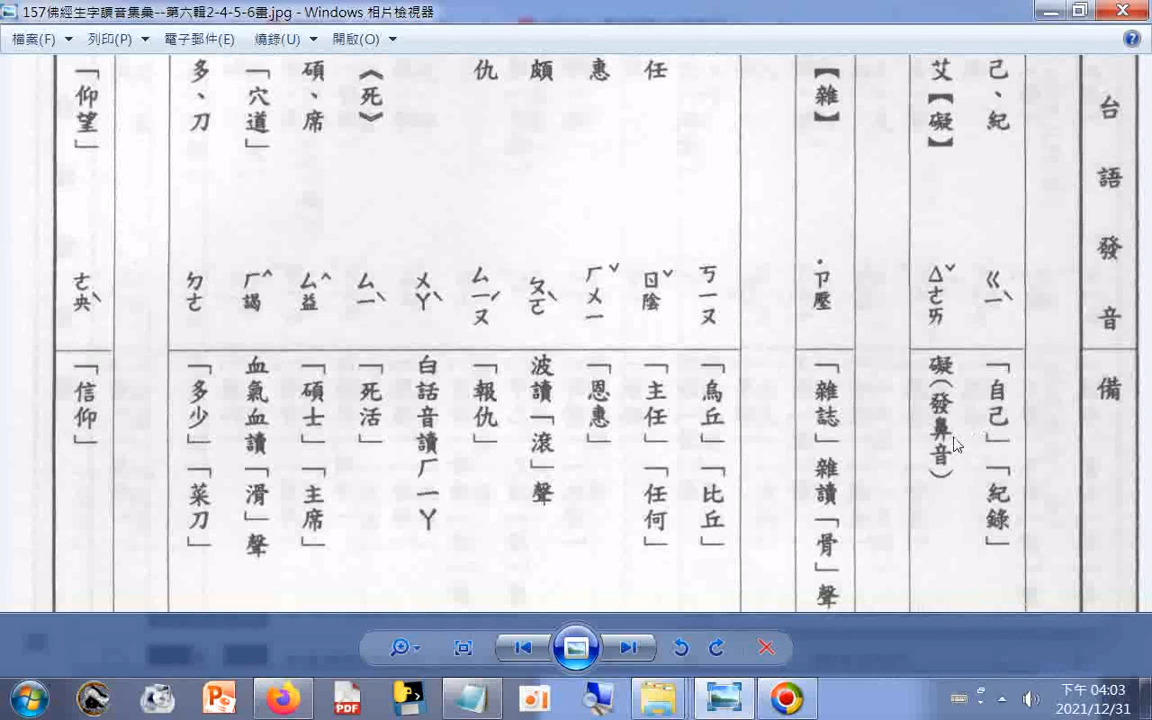 157佛經生字讀音集彙--第六輯2-4-5-6畫.jpg - Windows 相片檢視器
檔案(F) 列印(P) 電子郵件(E) 燒錄(U) 開啟(O)
台語發音 備
己、紀 ㄍㄧˋ 「自己」「紀錄」
艾【礙】 ㄙㄜㄞˇ 礙(發鼻音)
【雜】 ˙ㄗ壓 「雜誌」雜讀「骨」聲
ㄎㄧㄡ 「烏丘」「比丘」
任 ㄖ陰ˇ 「主任」「任何」
惠 ㄏㄨㄧˇ 「恩惠」
頗 ㄆㄛˋ 波讀「滾」聲
仇 ㄙㄧㄡˊ 「報仇」
ㄨㄚˋ 白話音讀ㄏㄧㄚ
《死》 ㄙㄧˋ 「死活」
碩、席 ㄙ益^ 「碩士」「主席」
「穴道」 ㄏ謁^ 血氣血讀「滑」聲
多、刀 ㄉㄜ 「多少」「菜刀」
「仰望」 ㄜ央ˋ 「信仰」
下午 04:03
2021/12/31